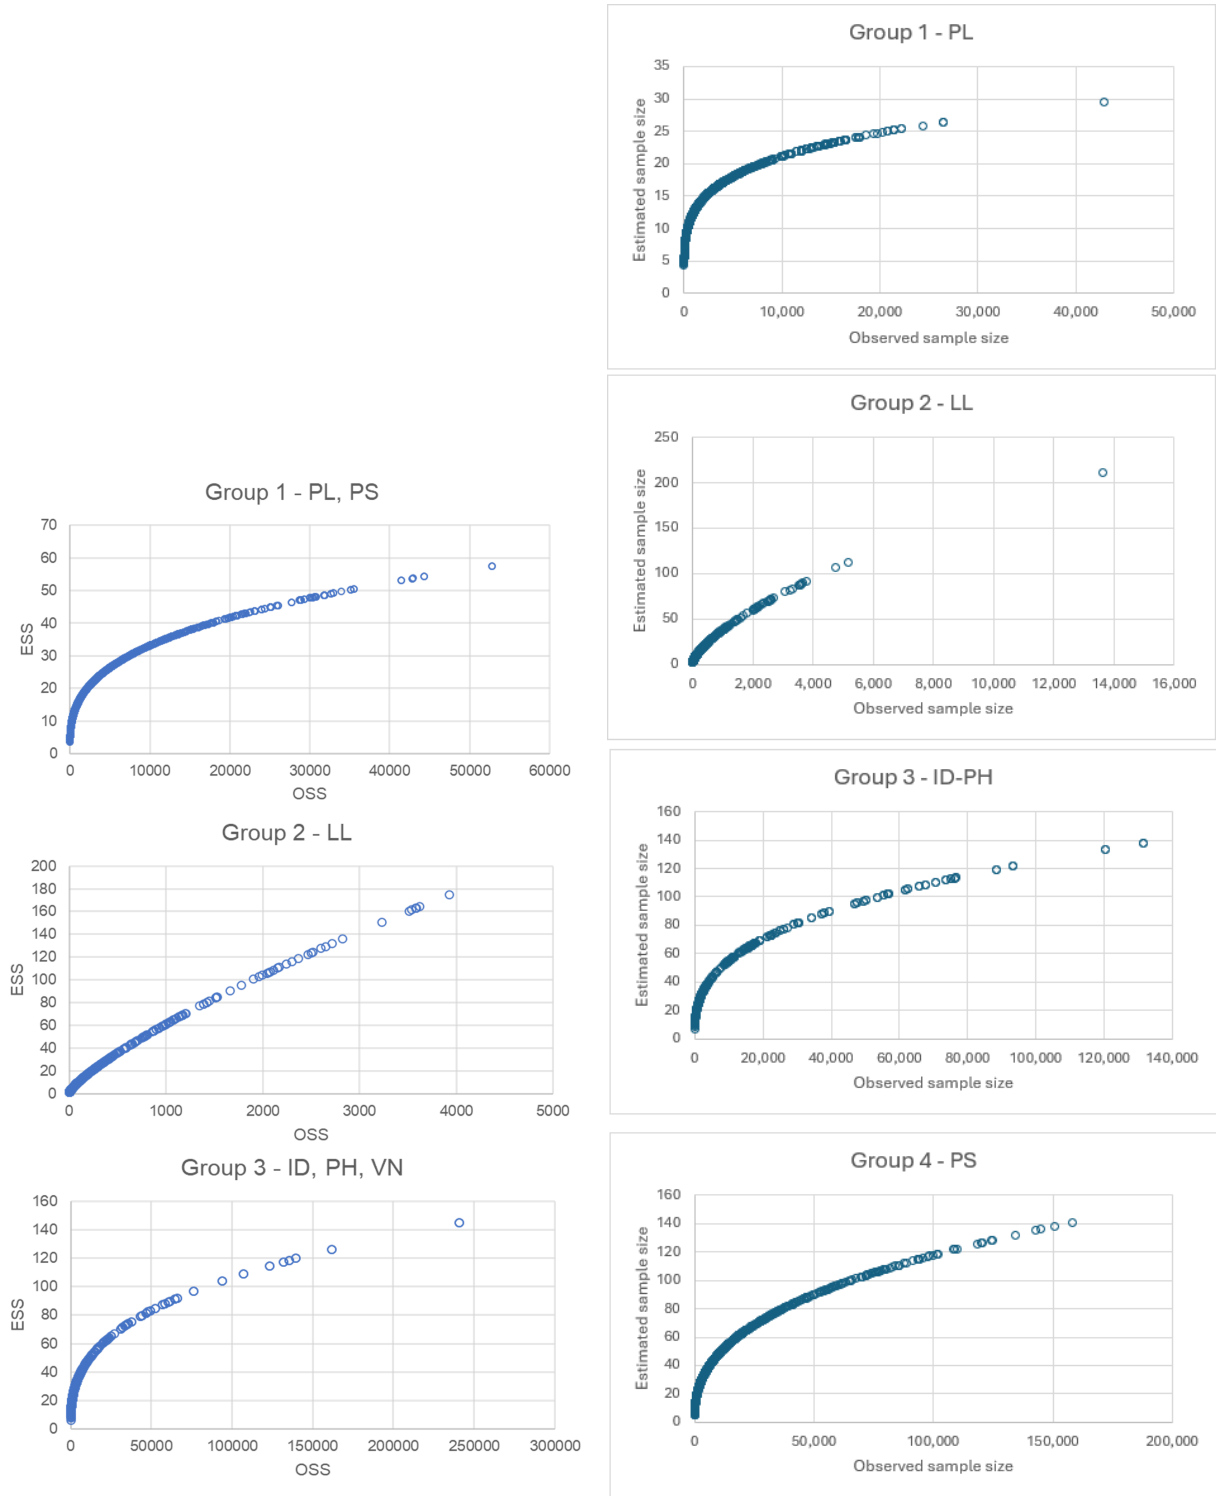 Group 1 - PL
35
30
25
20
15
10
5
0
Estimated sample size
0 10,000 20,000 30,000 40,000 50,000
Observed sample size
Group 2 - LL
250
200
150
100
50
0
Estimated sample size
0 2,000 4,000 6,000 8,000 10,000 12,000 14,000 16,000
Observed sample size
Group 1 - PL, PS
70
60
50
40
30
20
10
0
ESS
0 10000 20000 30000 40000 50000 60000
OSS
Group 3 - ID-PH
160
140
120
100
80
60
40
20
0
Estimated sample size
0 20,000 40,000 60,000 80,000 100,000 120,000 140,000
Observed sample size
Group 2 - LL
200
180
160
140
120
100
80
60
40
20
0
ESS
0 1000 2000 3000 4000 5000
OSS
Group 3 - ID, PH, VN
160
140
120
100
80
60
40
20
0
ESS
0 50000 100000 150000 200000 250000 300000
OSS
Group 4 - PS
160
140
120
100
80
60
40
20
0
Estimated sample size
0 50,000 100,000 150,000 200,000
Observed sample size